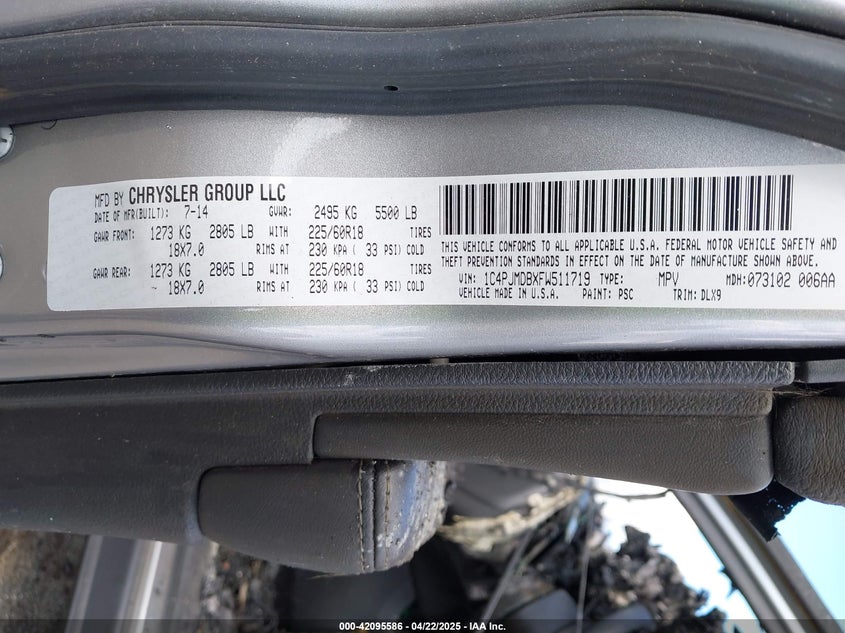 MFD BY CHRYSLER GROUP LLC
DATE OF MFR(BUILT): 7-14 GVWR: 2495 KG 5500 LB
GAWR FRONT: 1273 KG 2805 LB WITH 225/60R18 TIRES
18X7.0 RIMS AT 230 KPA ( 33 PSI) COLD
GAWR REAR: 1273 KG 2805 LB WITH 225/60R18 TIRES
~ 18X7.0 RIMS AT 230 KPA ( 33 PSI) COLD
THIS VEHICLE CONFORMS TO ALL APPLICABLE U.S.A. FEDERAL MOTOR VEHICLE SAFETY AND
THEFT PREVENTION STANDARDS IN EFFECT ON THE DATE OF MANUFACTURE SHOWN ABOVE.
VIN: 1C4PJMDBXFW511719 TYPE: MPV MDH:073102 006AA
VEHICLE MADE IN U.S.A. PAINT: PSC TRIM: DLX9
000-42095586 - 04/22/2025 - IAA Inc.